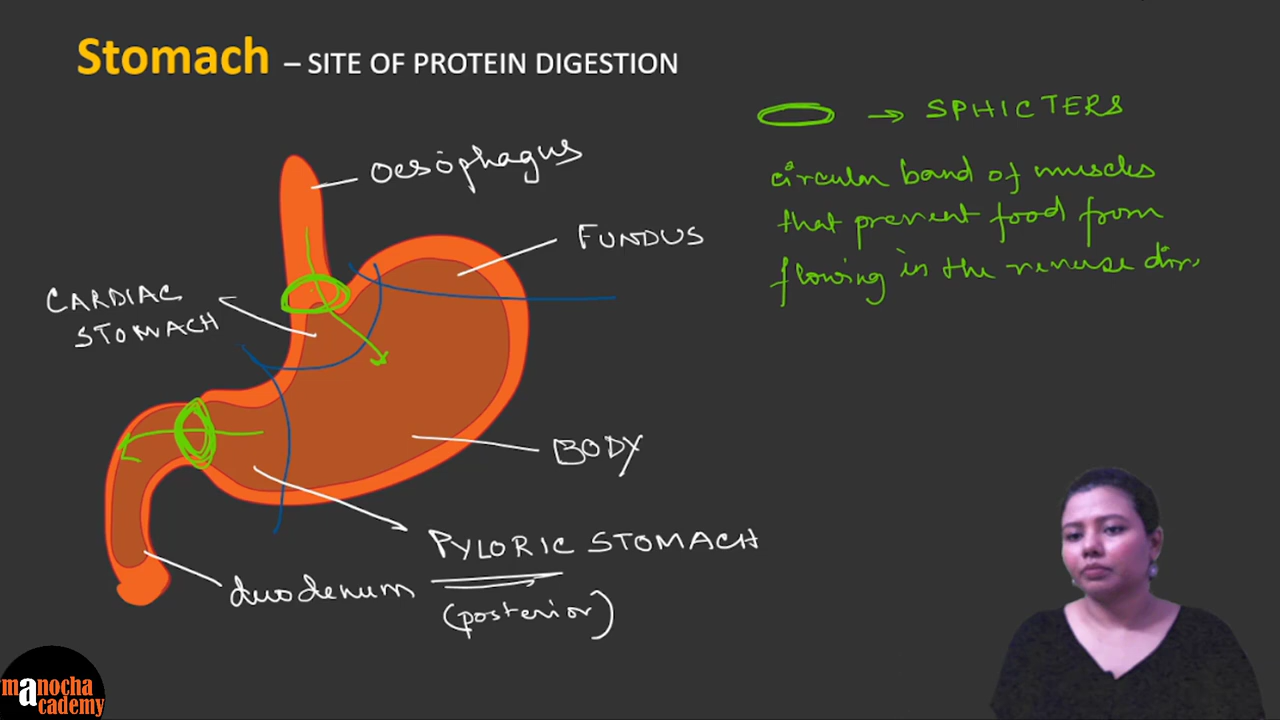 Stomach – SITE OF PROTEIN DIGESTION
→ SPHICTERS
circular band of muscles
that prevent food from
flowing in the reverse dire
Oesophagus
FUNDUS
CARDIAC
STOMACH
BODY
PYLORIC STOMACH
(posterior)
duodenum
manocha
academy